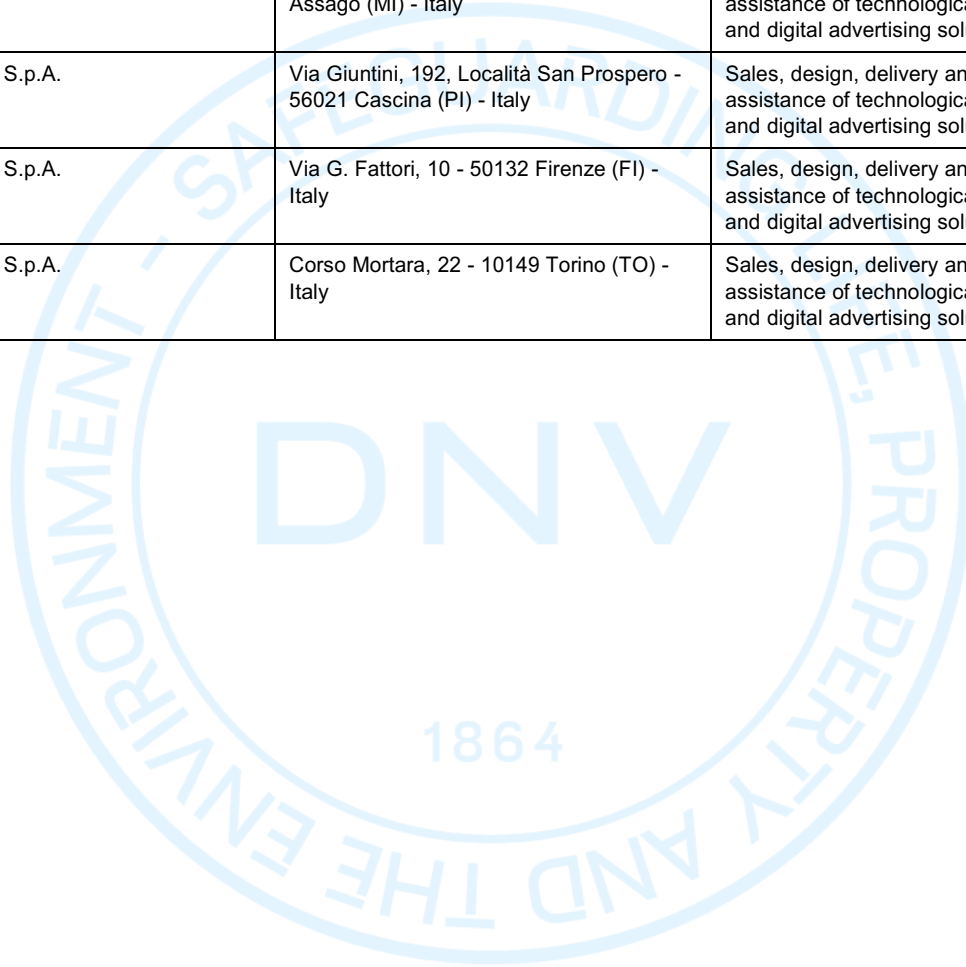 Assago (MI) - Italy
assistance of technologica
and digital advertising sol
S.p.A.
Via Giuntini, 192, Località San Prospero -
56021 Cascina (PI) - Italy
Sales, design, delivery an
assistance of technologica
and digital advertising sol
S.p.A.
Via G. Fattori, 10 - 50132 Firenze (FI) -
Italy
Sales, design, delivery an
assistance of technologica
and digital advertising sol
S.p.A.
Corso Mortara, 22 - 10149 Torino (TO) -
Italy
Sales, design, delivery an
assistance of technologica
and digital advertising sol
SAFEGUARDING LIFE, PROPERTY AND THE ENVIRONMENT -
DNV
1864